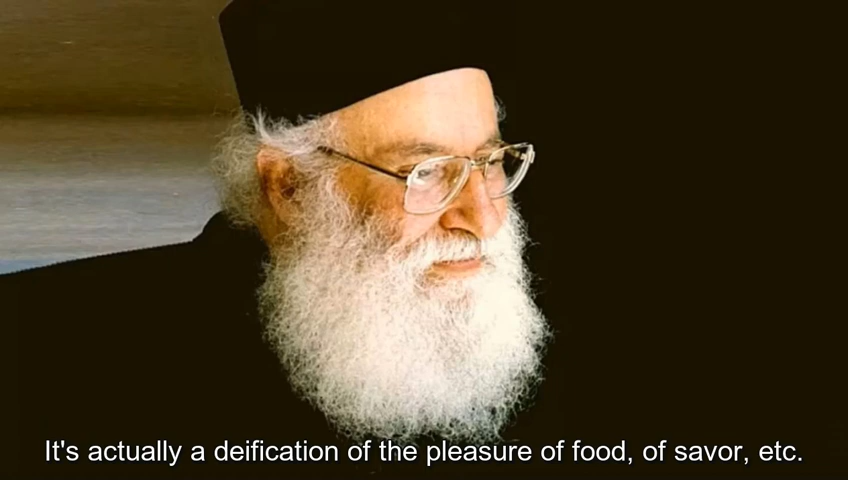 It's actually a deification of the pleasure of food, of savor, etc.